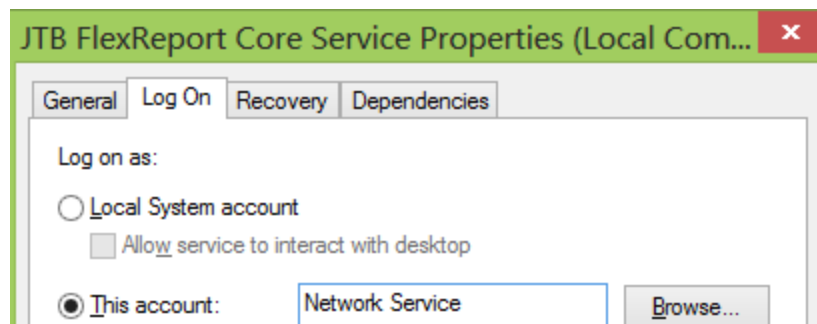 JTB FlexReport Core Service Properties (Local Com... x
General Log On Recovery Dependencies
Log on as:
Local System account
Allow service to interact with desktop
This account: Network Service Browse...